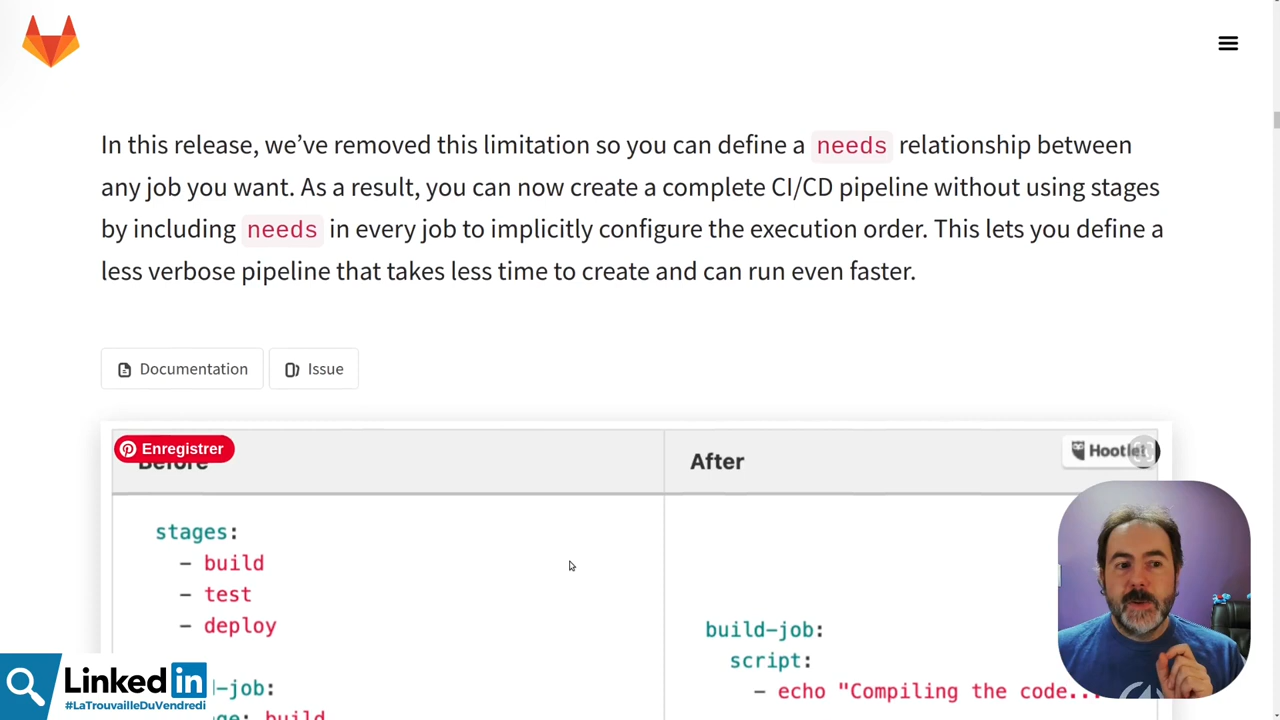 In this release, we’ve removed this limitation so you can define a needs relationship between
any job you want. As a result, you can now create a complete CI/CD pipeline without using stages
by including needs in every job to implicitly configure the execution order. This lets you define a
less verbose pipeline that takes less time to create and can run even faster.
Documentation
Issue
Enregistrer
Before
After
stages:
- build
- test
- deploy
-job:
build
build-job:
script:
- echo "Compiling the code...
LinkedIn
#LaTrouvailleDuVendredi